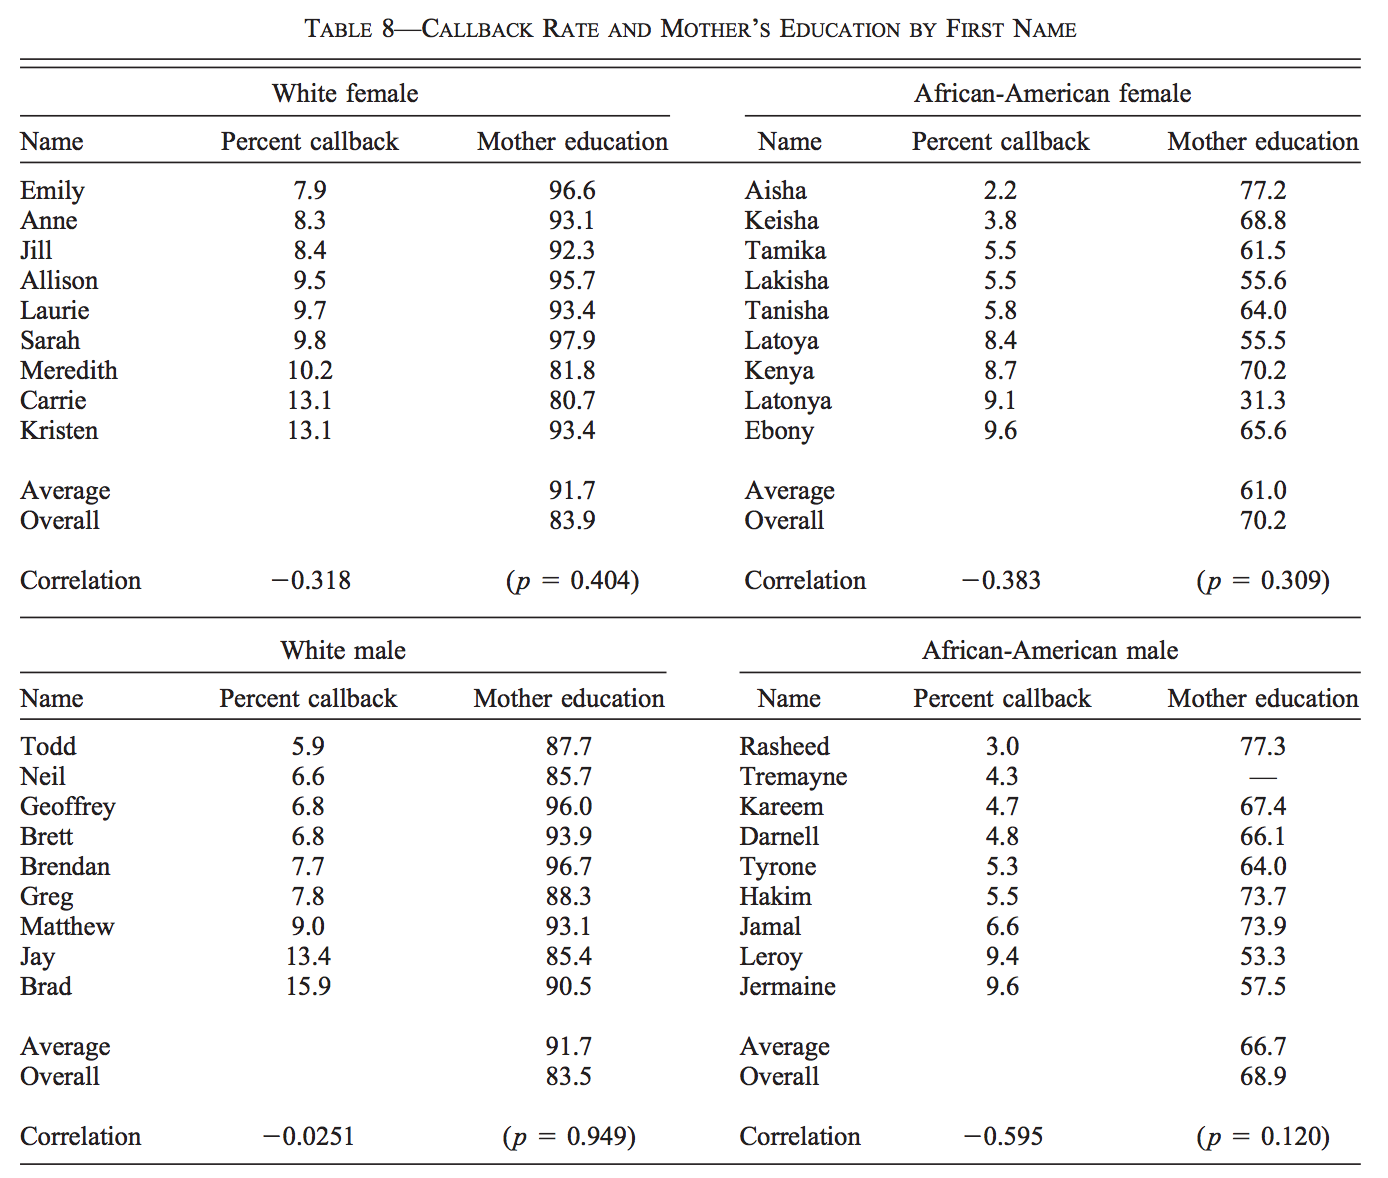 TABLE 8—CALLBACK RATE AND MOTHER'S EDUCATION BY FIRST NAME
White female African-American female
Name Percent callback Mother education Name Percent callback Mother education
Emily 7.9 96.6 Aisha 2.2 77.2
Anne 8.3 93.1 Keisha 3.8 68.8
Jill 8.4 92.3 Tamika 5.5 61.5
Allison 9.5 95.7 Lakisha 5.5 55.6
Laurie 9.7 93.4 Tanisha 5.8 64.0
Sarah 9.8 97.9 Latoya 8.4 55.5
Meredith 10.2 81.8 Kenya 8.7 70.2
Carrie 13.1 80.7 Latonya 9.1 31.3
Kristen 13.1 93.4 Ebony 9.6 65.6
Average 91.7 Average 61.0
Overall 83.9 Overall 70.2
Correlation −0.318 (p = 0.404) Correlation −0.383 (p = 0.309)
White male African-American male
Name Percent callback Mother education Name Percent callback Mother education
Todd 5.9 87.7 Rasheed 3.0 77.3
Neil 6.6 85.7 Tremayne 4.3 —
Geoffrey 6.8 96.0 Kareem 4.7 67.4
Brett 6.8 93.9 Darnell 4.8 66.1
Brendan 7.7 96.7 Tyrone 5.3 64.0
Greg 7.8 88.3 Hakim 5.5 73.7
Matthew 9.0 93.1 Jamal 6.6 73.9
Jay 13.4 85.4 Leroy 9.4 53.3
Brad 15.9 90.5 Jermaine 9.6 57.5
Average 91.7 Average 66.7
Overall 83.5 Overall 68.9
Correlation −0.0251 (p = 0.949) Correlation −0.595 (p = 0.120)